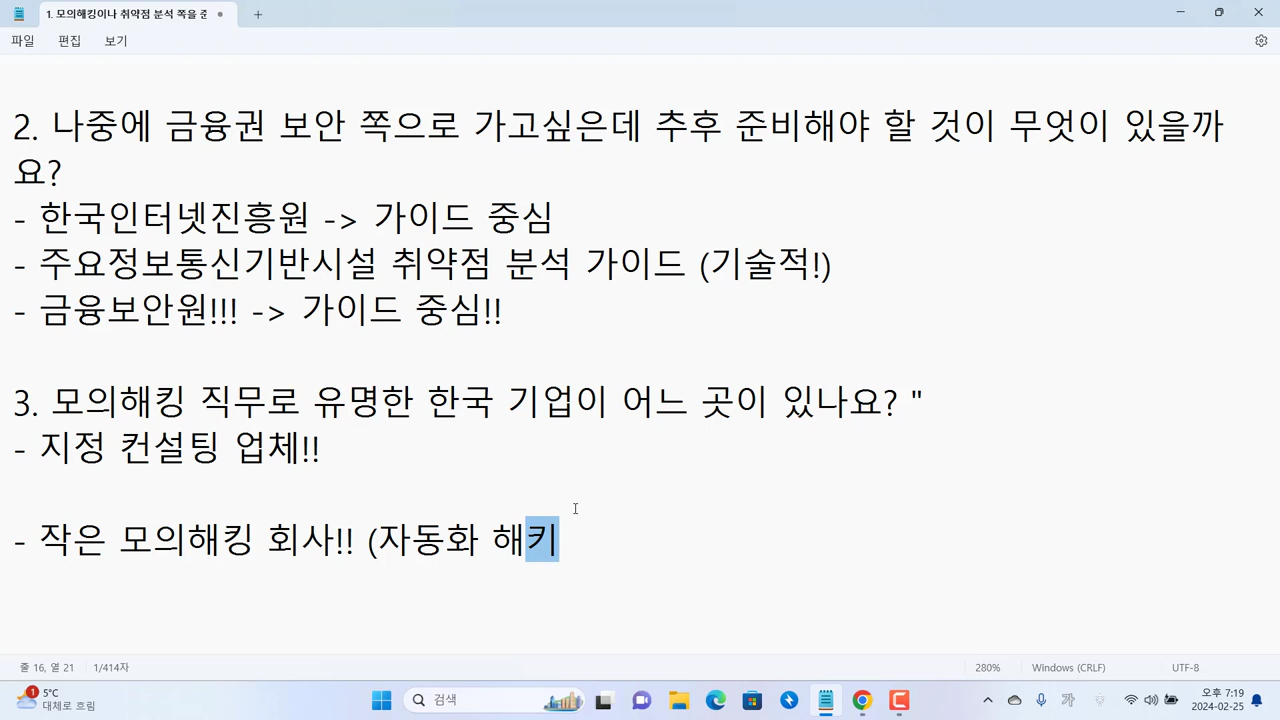 1. 모의해킹이나 취약점 분석 쪽을 준
파일 편집 보기
2. 나중에 금융권 보안 쪽으로 가고싶은데 추후 준비해야 할 것이 무엇이 있을까
요?
- 한국인터넷진흥원 -> 가이드 중심
- 주요정보통신기반시설 취약점 분석 가이드 (기술적!)
- 금융보안원!!! -> 가이드 중심!!
3. 모의해킹 직무로 유명한 한국 기업이 어느 곳이 있나요? "
- 지정 컨설팅 업체!!
- 작은 모의해킹 회사!! (자동화 해키
줄 16, 열 21 1/414자 280% Windows (CRLF) UTF-8
1 5°C 검색 가 오후 7:19
대체로 흐림 2024-02-25